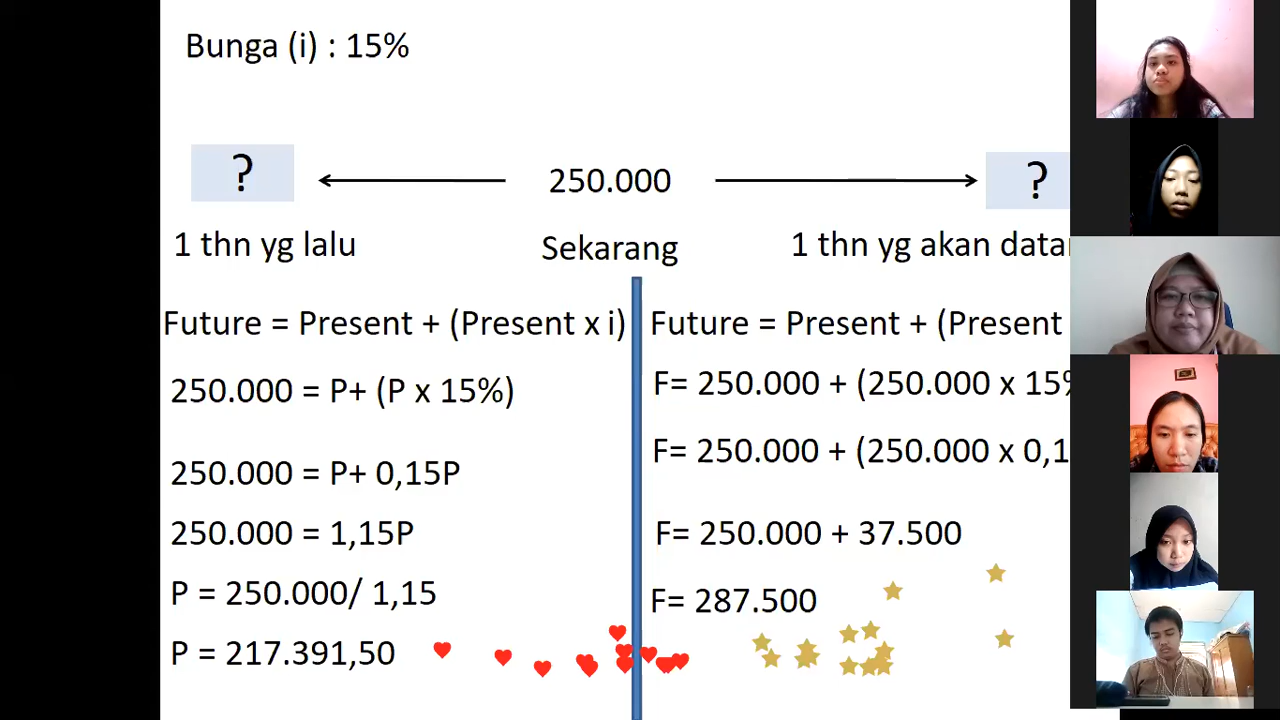 Bunga (i) : 15%
? 250.000 ?
1 thn yg lalu Sekarang 1 thn yg akan datan
Future = Present + (Present x i)
250.000 = P+ (P x 15%)
250.000 = P+ 0,15P
250.000 = 1,15P
P = 250.000/ 1,15
P = 217.391,50
Future = Present + (Present
F= 250.000 + (250.000 x 15%
F= 250.000 + (250.000 x 0,1
F= 250.000 + 37.500
F= 287.500